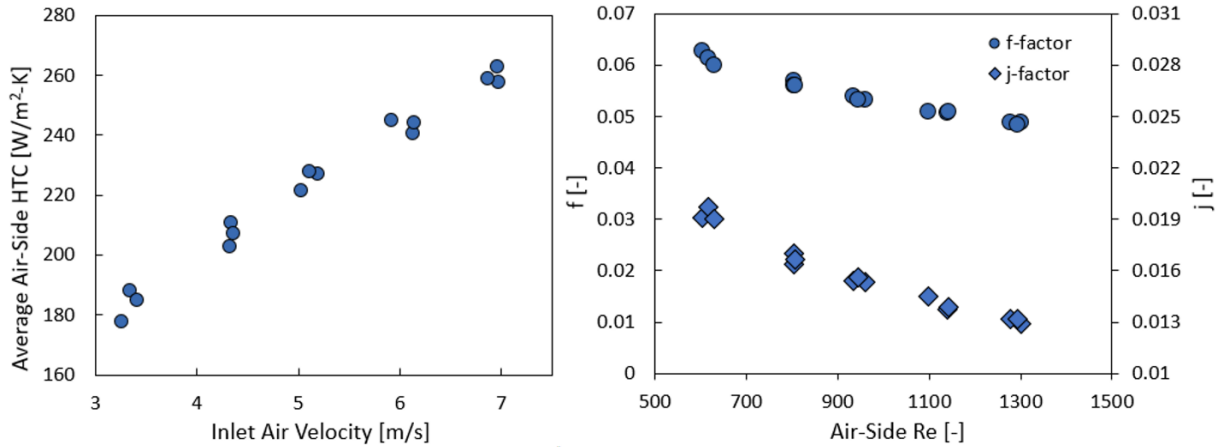 280
260
240
220
200
180
160
3 4 5 6 7
Average Air-Side HTC [W/m²-K]
Inlet Air Velocity [m/s]
0.07
0.06
0.05
0.04
0.03
0.02
0.01
0
f [-]
500 700 900 1100 1300 1500
Air-Side Re [-]
f-factor
j-factor
0.031
0.028
0.025
0.022
0.019
0.016
0.013
0.01
j [-]